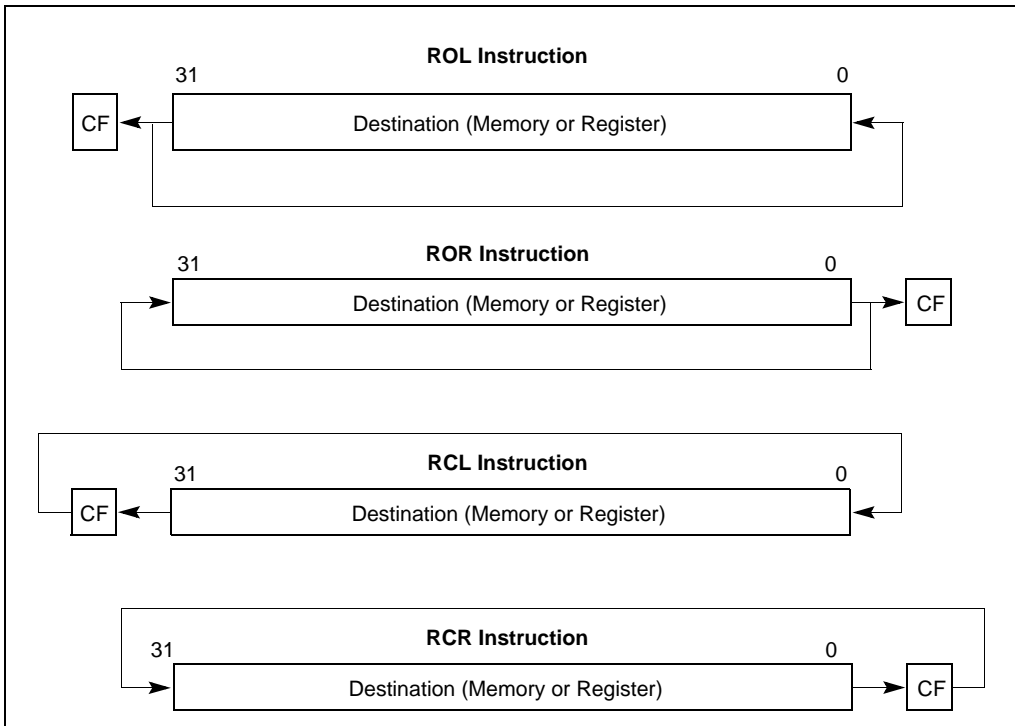 ROL Instruction
31 0
CF Destination (Memory or Register)
ROR Instruction
31 0
Destination (Memory or Register) CF
RCL Instruction
31 0
CF Destination (Memory or Register)
RCR Instruction
31 0
Destination (Memory or Register) CF